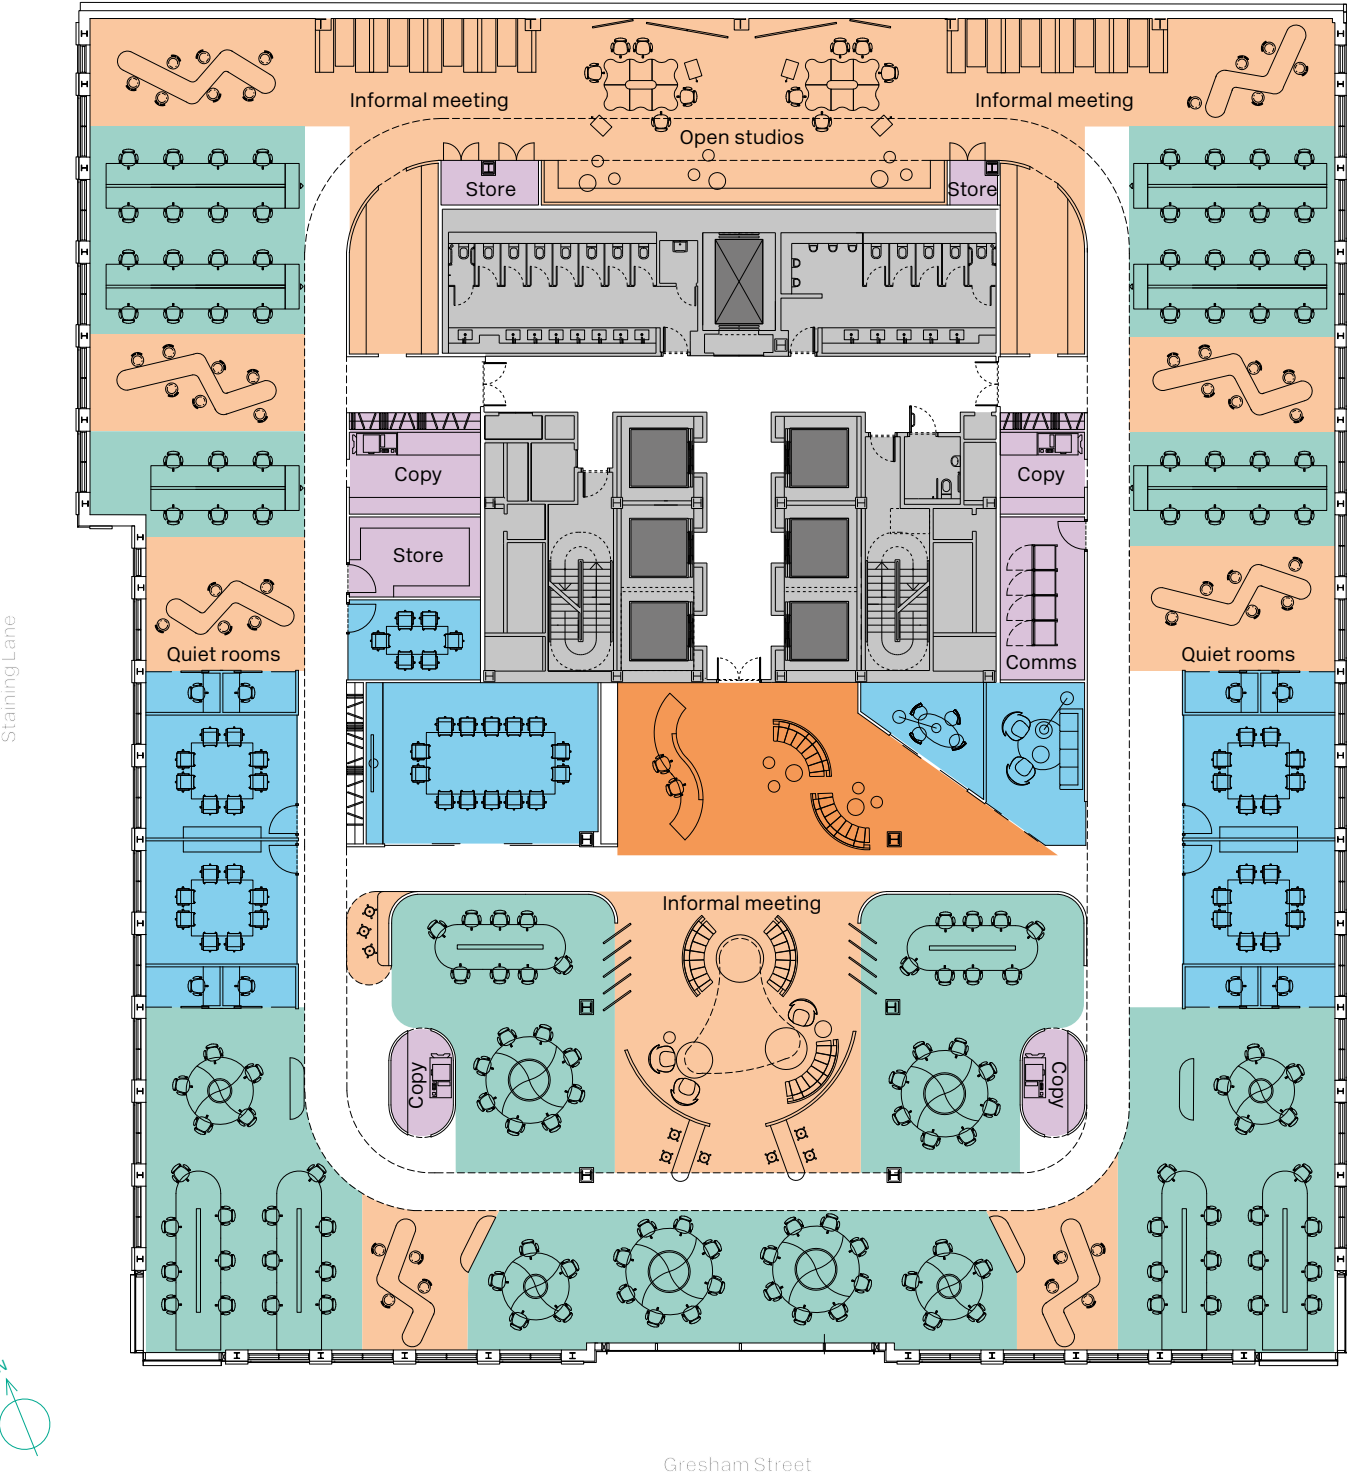 Informal meeting
Informal meeting
Open studios
Store
Store
Copy
Copy
Store
Comms
Quiet rooms
Quiet rooms
Informal meeting
Copy
Copy
Staining Lane
N
Gresham Street